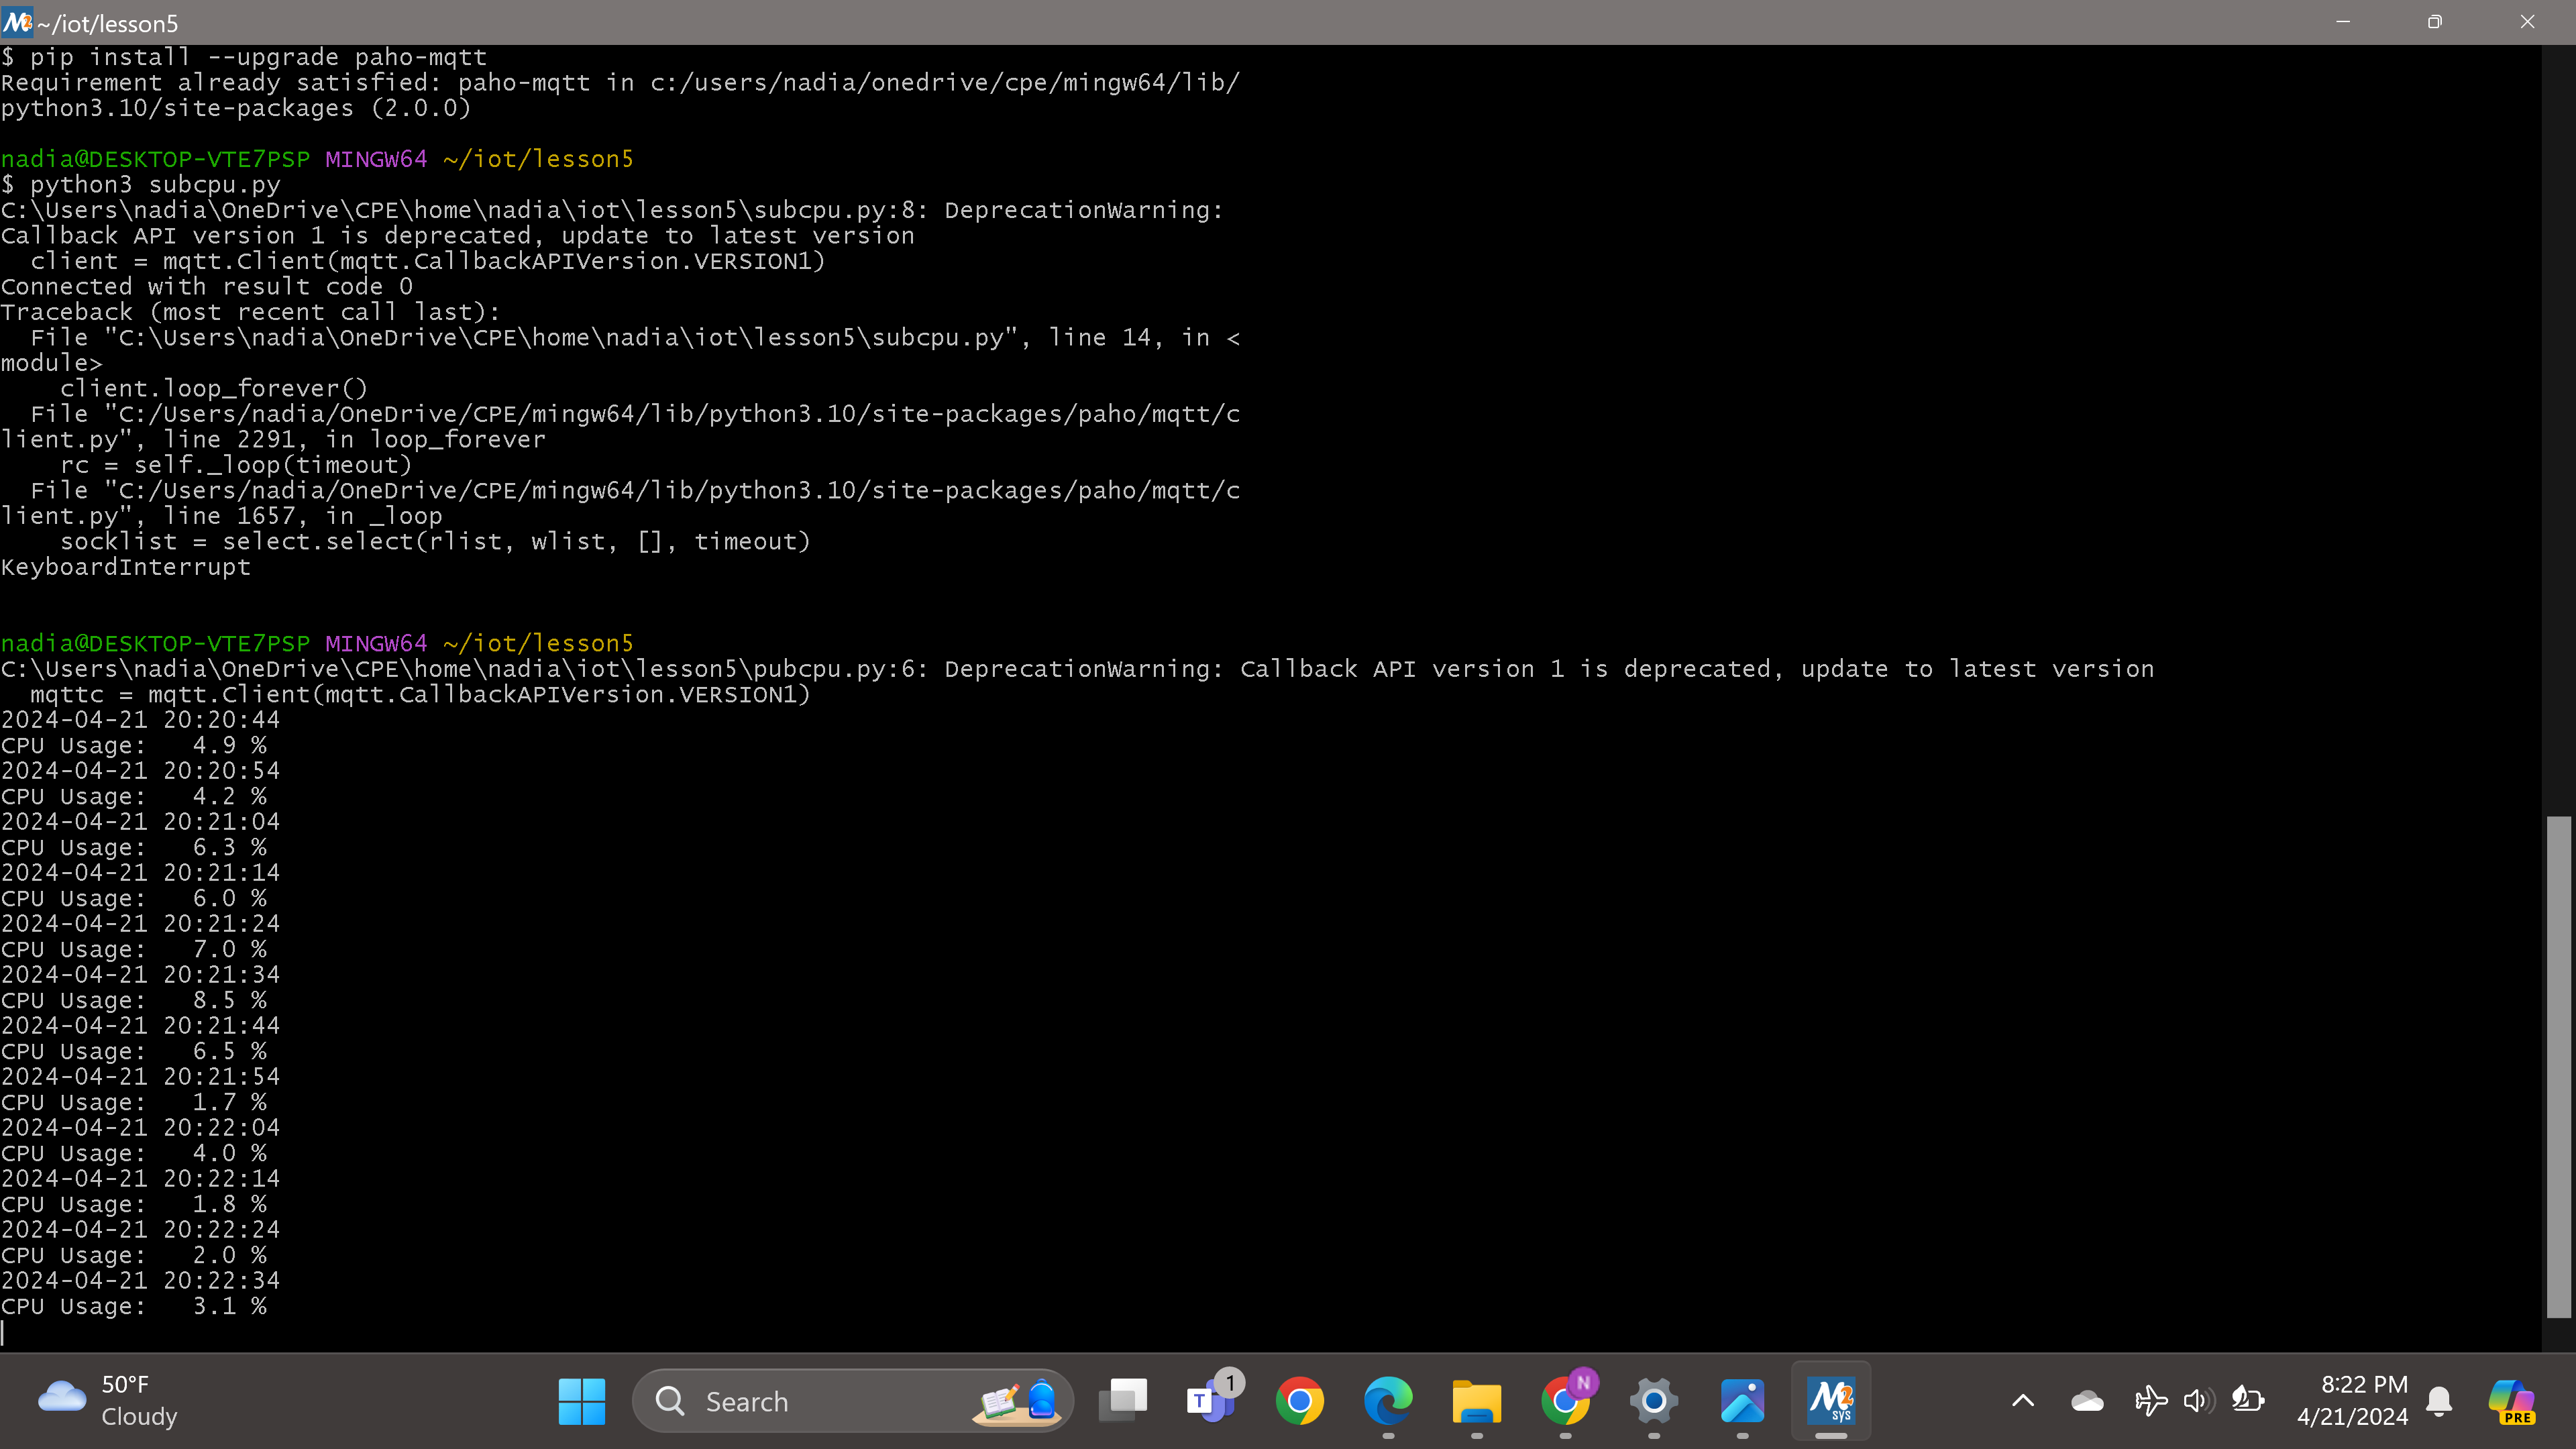 ~/iot/lesson5
$ pip install --upgrade paho-mqtt
Requirement already satisfied: paho-mqtt in c:/users/nadia/onedrive/cpe/mingw64/lib/
python3.10/site-packages (2.0.0)
nadia@DESKTOP-VTE7PSP MINGW64 ~/iot/lesson5
$ python3 subcpu.py
C:\Users\nadia\OneDrive\CPE\home\nadia\iot\lesson5\subcpu.py:8: DeprecationWarning:
Callback API version 1 is deprecated, update to latest version
  client = mqtt.Client(mqtt.CallbackAPIVersion.VERSION1)
Connected with result code 0
Traceback (most recent call last):
  File "C:\Users\nadia\OneDrive\CPE\home\nadia\iot\lesson5\subcpu.py", line 14, in <
module>
    client.loop_forever()
  File "C:/Users/nadia/OneDrive/CPE/mingw64/lib/python3.10/site-packages/paho/mqtt/c
lient.py", line 2291, in loop_forever
    rc = self._loop(timeout)
  File "C:/Users/nadia/OneDrive/CPE/mingw64/lib/python3.10/site-packages/paho/mqtt/c
lient.py", line 1657, in _loop
    socklist = select.select(rlist, wlist, [], timeout)
KeyboardInterrupt
nadia@DESKTOP-VTE7PSP MINGW64 ~/iot/lesson5
C:\Users\nadia\OneDrive\CPE\home\nadia\iot\lesson5\pubcpu.py:6: DeprecationWarning: Callback API version 1 is deprecated, update to latest version
  mqttc = mqtt.Client(mqtt.CallbackAPIVersion.VERSION1)
2024-04-21 20:20:44
CPU Usage:   4.9 %
2024-04-21 20:20:54
CPU Usage:   4.2 %
2024-04-21 20:21:04
CPU Usage:   6.3 %
2024-04-21 20:21:14
CPU Usage:   6.0 %
2024-04-21 20:21:24
CPU Usage:   7.0 %
2024-04-21 20:21:34
CPU Usage:   8.5 %
2024-04-21 20:21:44
CPU Usage:   6.5 %
2024-04-21 20:21:54
CPU Usage:   1.7 %
2024-04-21 20:22:04
CPU Usage:   4.0 %
2024-04-21 20:22:14
CPU Usage:   1.8 %
2024-04-21 20:22:24
CPU Usage:   2.0 %
2024-04-21 20:22:34
CPU Usage:   3.1 %
50°F
Cloudy
Search
T
1
N
M2
sys
8:22 PM
4/21/2024
PRE